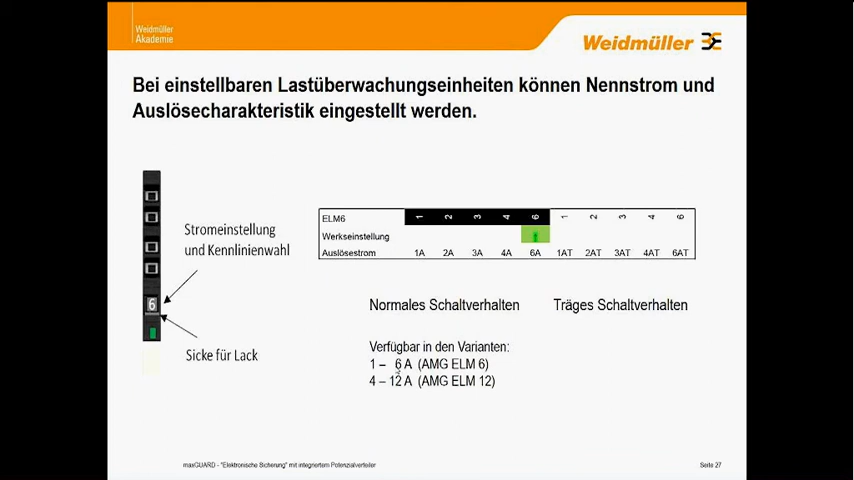 Weidmüller
Akademie
Weidmüller
Bei einstellbaren Lastüberwachungseinheiten können Nennstrom und
Auslösecharakteristik eingestellt werden.
Stromeinstellung
und Kennlinienwahl
6
Sicke für Lack
ELM6 1 2 3 4 6 1 2 3 4 6
Werkseinstellung
Auslösestrom 1A 2A 3A 4A 6A 1AT 2AT 3AT 4AT 6AT
Normales Schaltverhalten Träges Schaltverhalten
Verfügbar in den Varianten:
1 – 6 A (AMG ELM 6)
4 – 12 A (AMG ELM 12)
maxGUARD - "Elektronische Sicherung" mit integriertem Potenzialverteiler
Seite 27